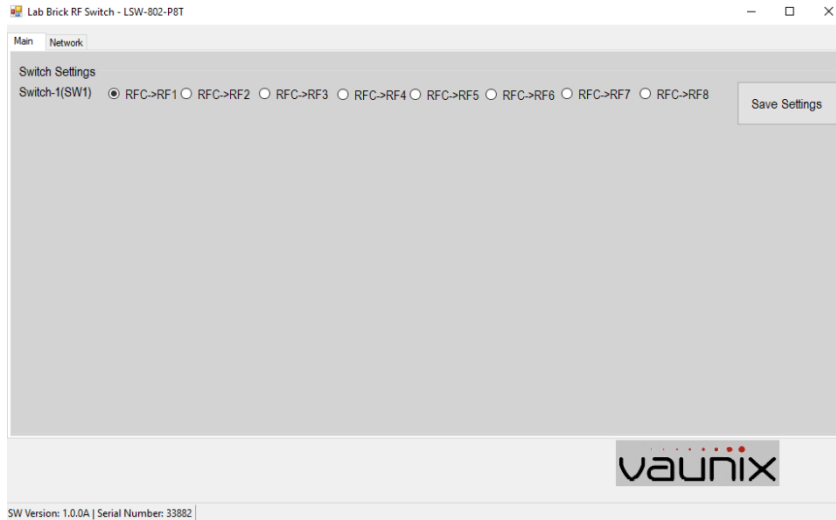 Lab Brick RF Switch - LSW-802-P8T
Main Network
Switch Settings
Switch-1(SW1) RFC->RF1 RFC->RF2 RFC->RF3 RFC->RF4 RFC->RF5 RFC->RF6 RFC->RF7 RFC->RF8
Save Settings
vaunix
SW Version: 1.0.0A | Serial Number: 33882